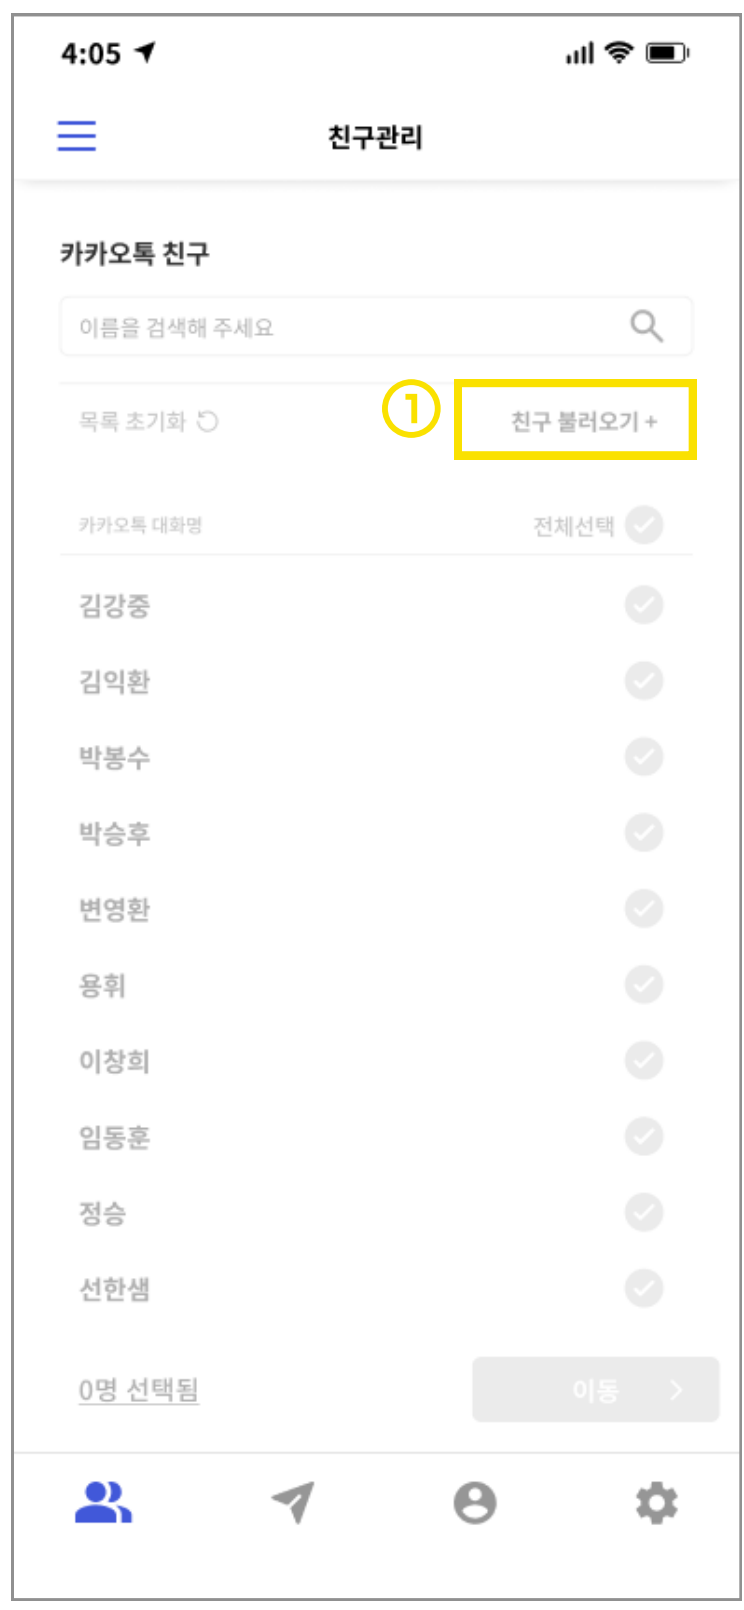 4:05
친구관리
카카오톡 친구
이름을 검색해 주세요
목록 초기화 1 친구 불러오기 +
카카오톡 대화명 전체선택
김강중
김익환
박봉수
박승후
변영환
용휘
이창희
임동훈
정승
선한샘
0명 선택됨 이동